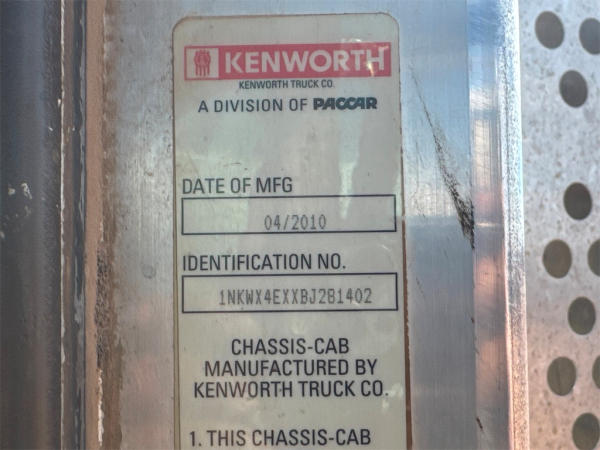 KENWORTH
KENWORTH TRUCK CO.
A DIVISION OF PACCAR
DATE OF MFG
04/2010
IDENTIFICATION NO.
1NKWX4EXXBJ281402
CHASSIS-CAB
MANUFACTURED BY
KENWORTH TRUCK CO.
1. THIS CHASSIS-CAB